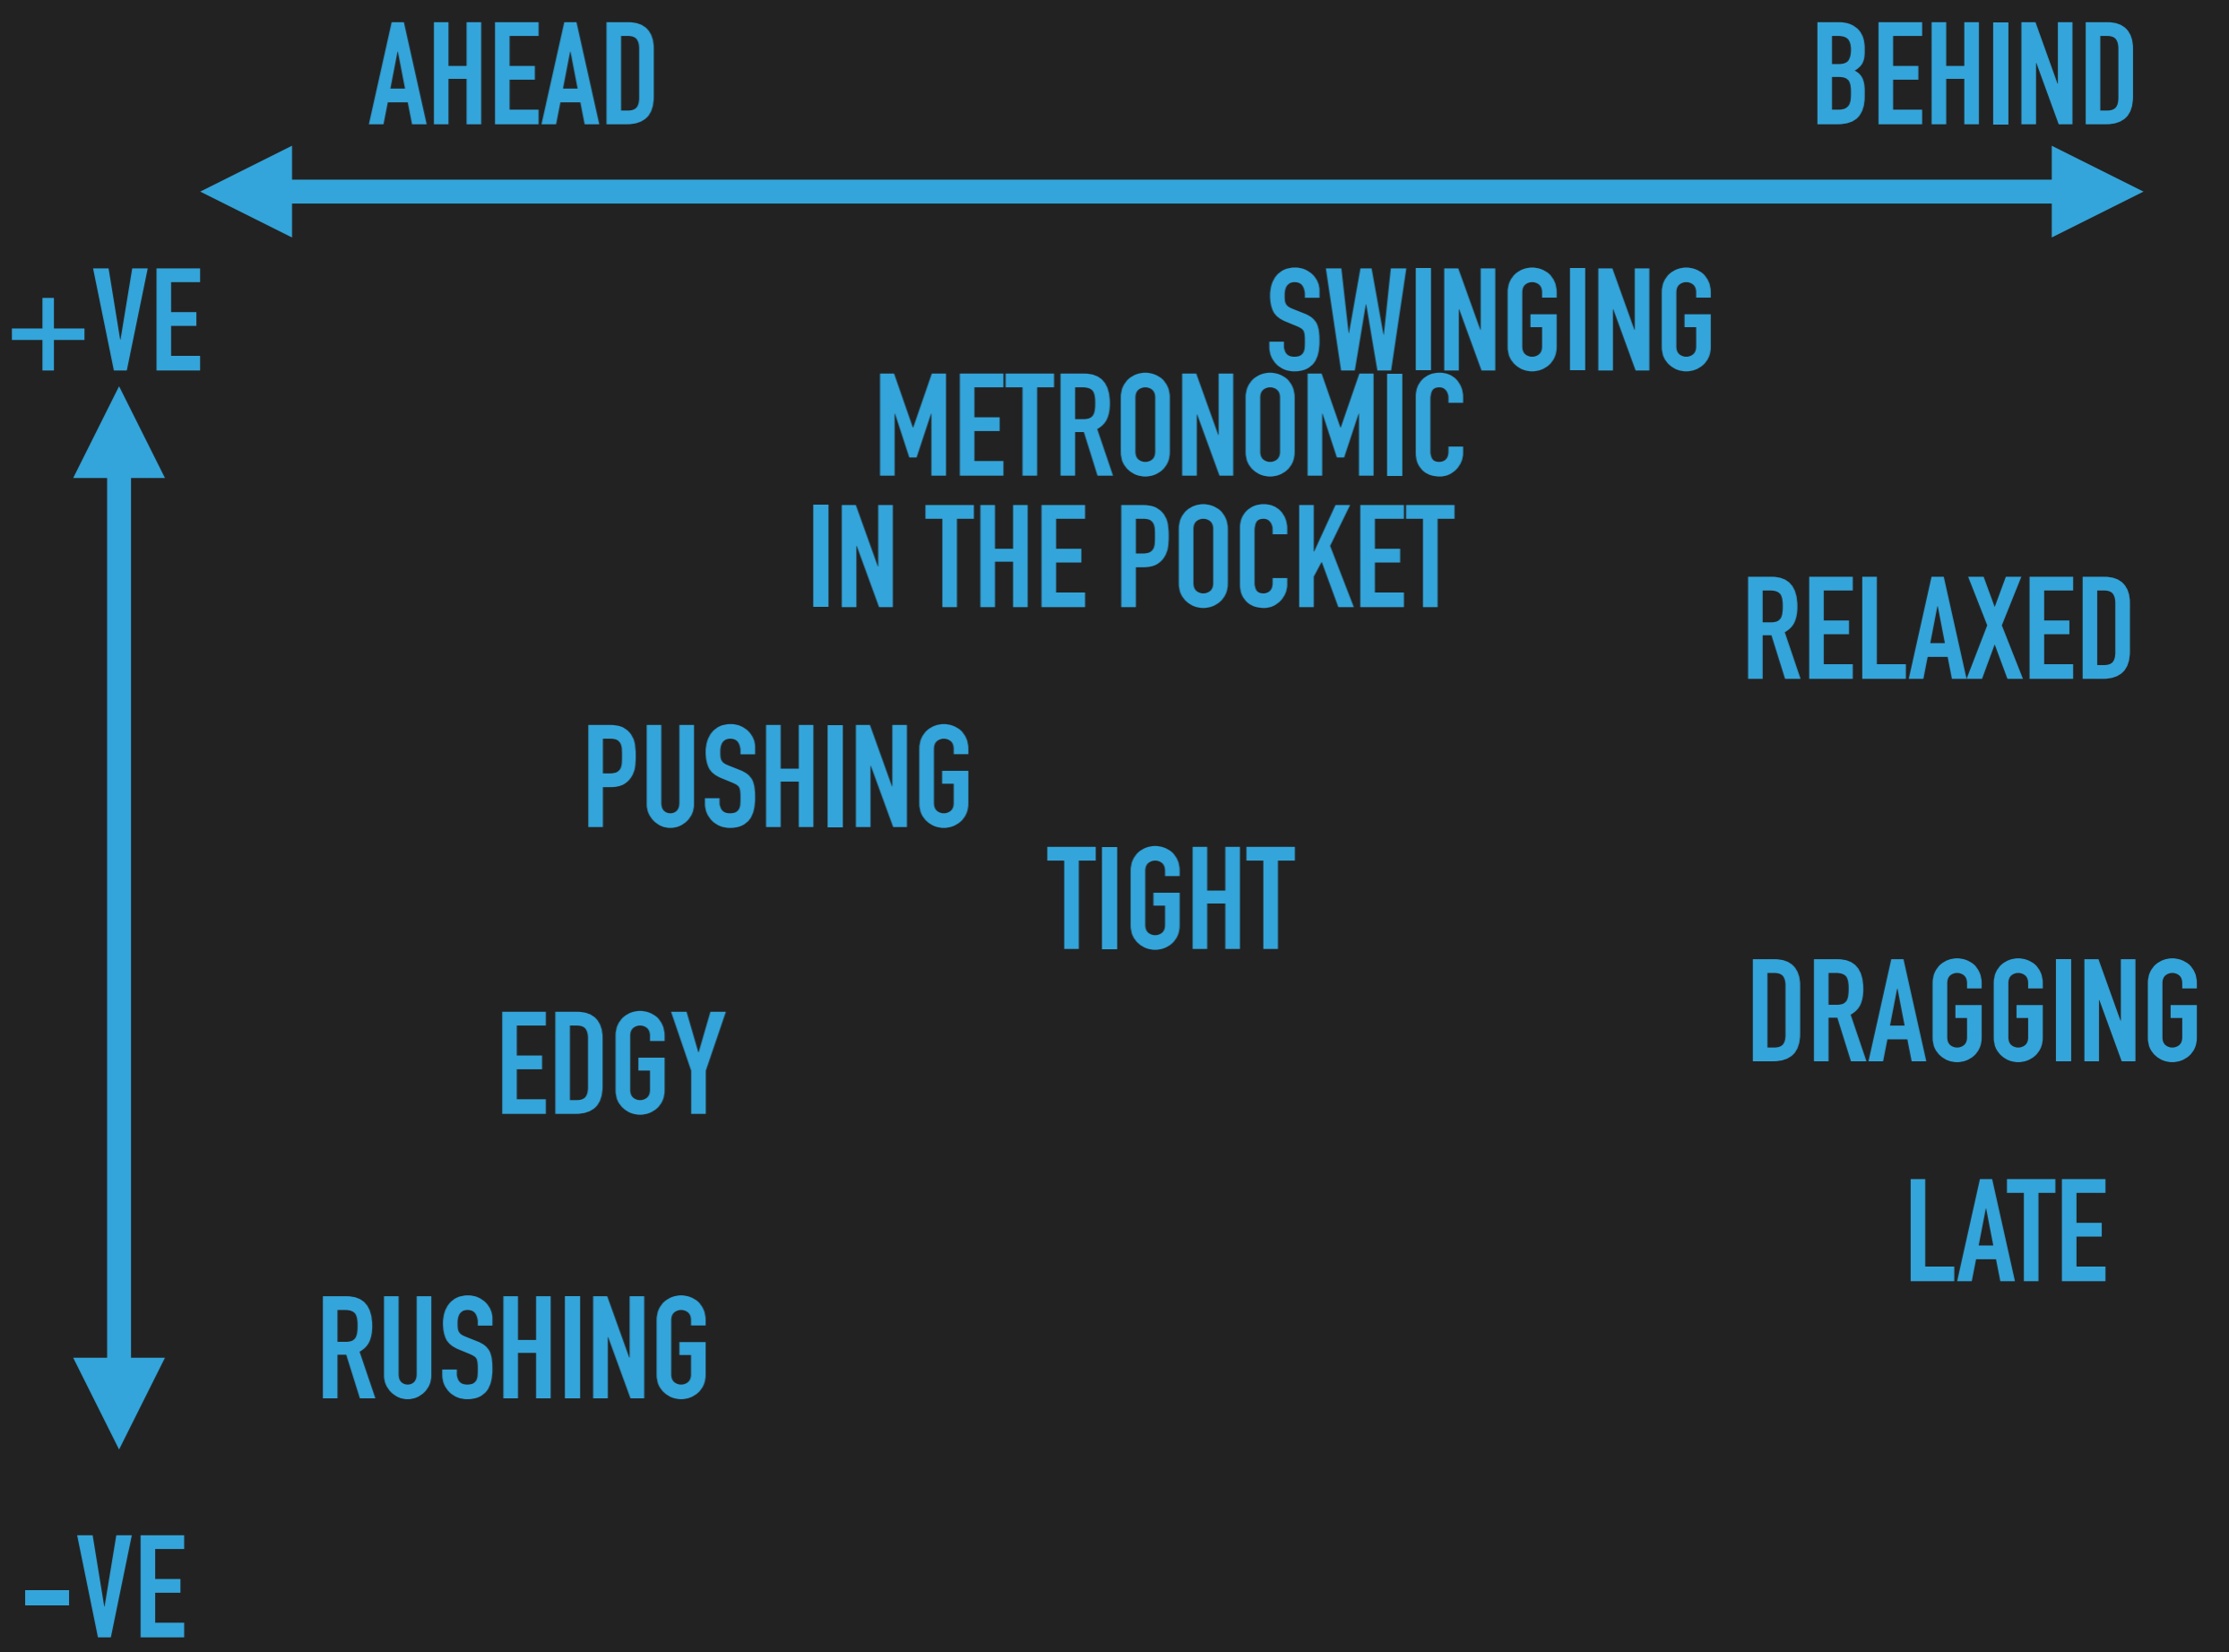 AHEAD
BEHIND
+VE
SWINGING
METRONOMIC
IN THE POCKET
RELAXED
PUSHING
TIGHT
DRAGGING
EDGY
LATE
RUSHING
-VE